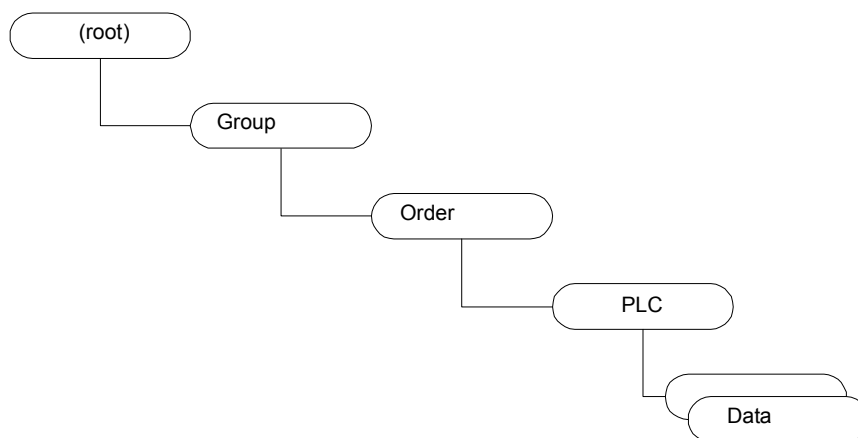 (root)
Group
Order
PLC
Data